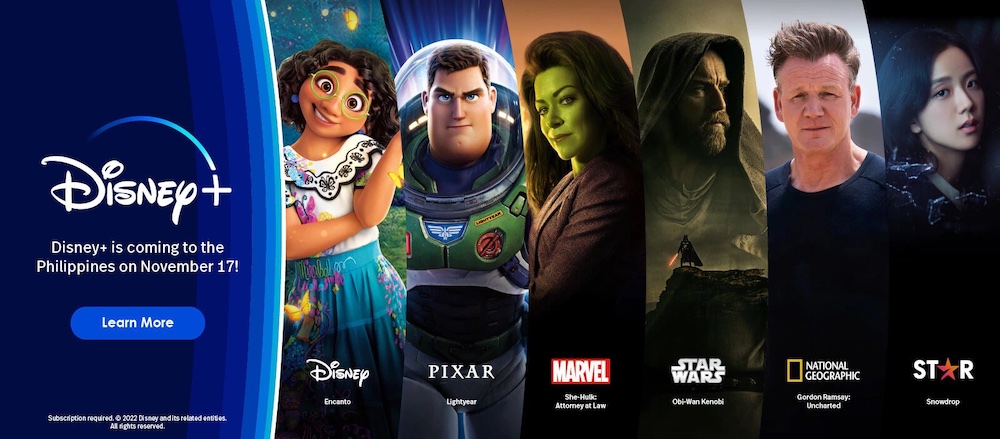 Disney+
Disney+ is coming to the
Philippines on November 17!
Learn More
Subscription required. © 2022 Disney and its related entities.
All rights reserved.
LIGHTYEAR
Disney
Encanto
PIXAR
Lightyear
MARVEL
She-Hulk:
Attorney at Law
STAR
WARS
Obi-Wan Kenobi
NATIONAL
GEOGRAPHIC
Gordon Ramsay:
Uncharted
STAR
Snowdrop